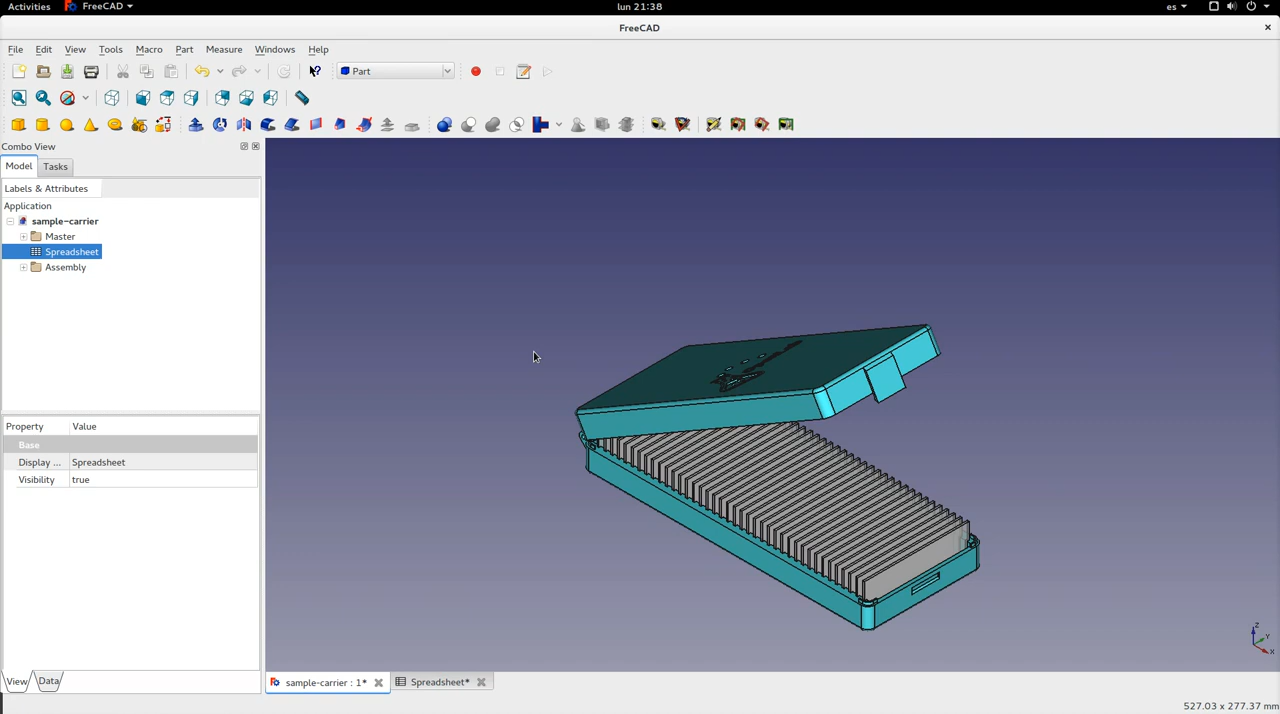 Activities FreeCAD lun 21:38 es
FreeCAD
File Edit View Tools Macro Part Measure Windows Help
Part
Combo View
Model Tasks
Labels & Attributes
Application
sample-carrier
Master
Spreadsheet
Assembly
Property Value
Base
Display ... Spreadsheet
Visibility true
Z
Y
X
View Data
sample-carrier : 1* Spreadsheet*
527.03 x 277.37 mm